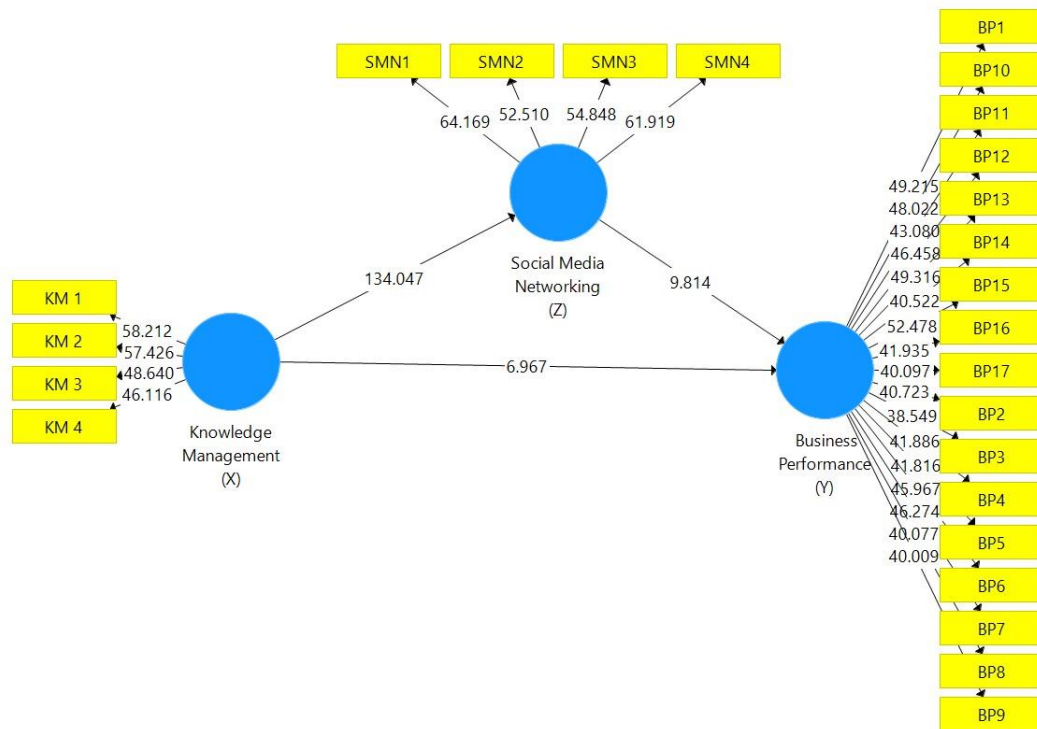 SMN1
SMN2
SMN3
SMN4
64.169
52.510
54.848
61.919
Social Media
Networking
(Z)
134.047
9.814
KM 1
KM 2
KM 3
KM 4
58.212
57.426
48.640
46.116
Knowledge
Management
(X)
6.967
Business
Performance
(Y)
49.215
48.022
43.080
46.458
49.316
40.522
52.478
41.935
40.097
40.723
38.549
41.886
41.816
45.967
46.274
40.077
40.009
BP1
BP10
BP11
BP12
BP13
BP14
BP15
BP16
BP17
BP2
BP3
BP4
BP5
BP6
BP7
BP8
BP9